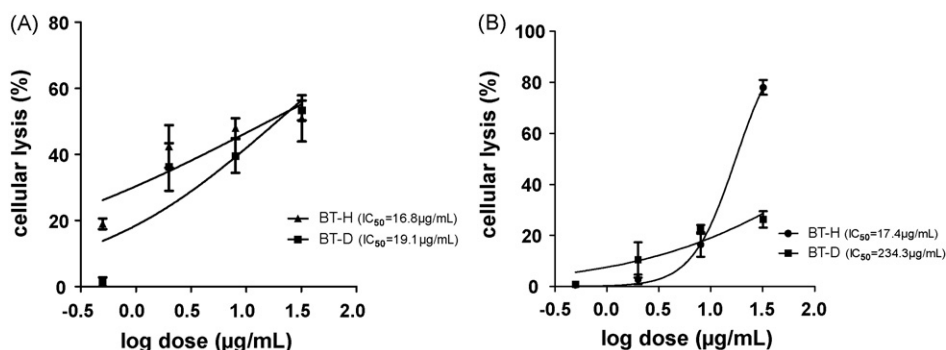 (A)
80
60
40
20
0
cellular lysis (%)
-0.5 0.0 0.5 1.0 1.5 2.0
log dose (µg/mL)
BT-H (IC50=16.8µg/mL)
BT-D (IC50=19.1µg/mL)
(B)
100
80
60
40
20
0
cellular lysis (%)
-0.5 0.0 0.5 1.0 1.5 2.0
log dose (µg/mL)
BT-H (IC50=17.4µg/mL)
BT-D (IC50=234.3µg/mL)